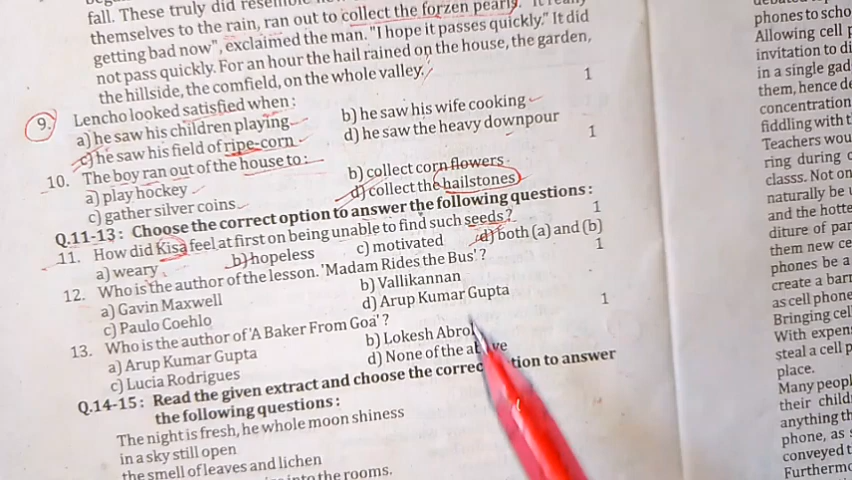 fall. These truly did resemble
themselves to the rain, ran out to collect the forzen pearly.
getting bad now", exclaimed the man. "I hope it passes quickly." It did
not pass quickly. For an hour the hail rained on the house, the garden,
the hillside, the comfield, on the whole valley.
9. Lencho looked satisfied when: 1
a) he saw his children playing b) he saw his wife cooking
c) he saw his field of ripe-corn d) he saw the heavy downpour
10. The boy ran out of the house to: 1
a) play hockey b) collect corn flowers
c) gather silver coins d) collect the hailstones
Q.11-13: Choose the correct option to answer the following questions:
11. How did Kisa feel at first on being unable to find such seeds? 1
a) weary b) hopeless c) motivated d) both (a) and (b)
12. Who is the author of the lesson. 'Madam Rides the Bus'? 1
a) Gavin Maxwell b) Vallikannan
c) Paulo Coehlo d) Arup Kumar Gupta
13. Who is the author of 'A Baker From Goa'? 1
a) Arup Kumar Gupta b) Lokesh Abrol
c) Lucia Rodrigues d) None of the above
Q.14-15: Read the given extract and choose the correct option to answer
the following questions:
The night is fresh, he whole moon shiness
in a sky still open
the smell of leaves and lichen
into the rooms.
phones to scho
Allowing cell p
invitation to di
in a single gad
them, hence de
concentration
fiddling with t
Teachers wou
ring during c
classs. Not on
naturally be
and the hotte
diture of par
them new ce
phones be a
create a barr
as cell phone
Bringing cel
With expen
steal a cell p
place.
Many peopl
their child
anything th
phone, as
conveyed t
Furthermo